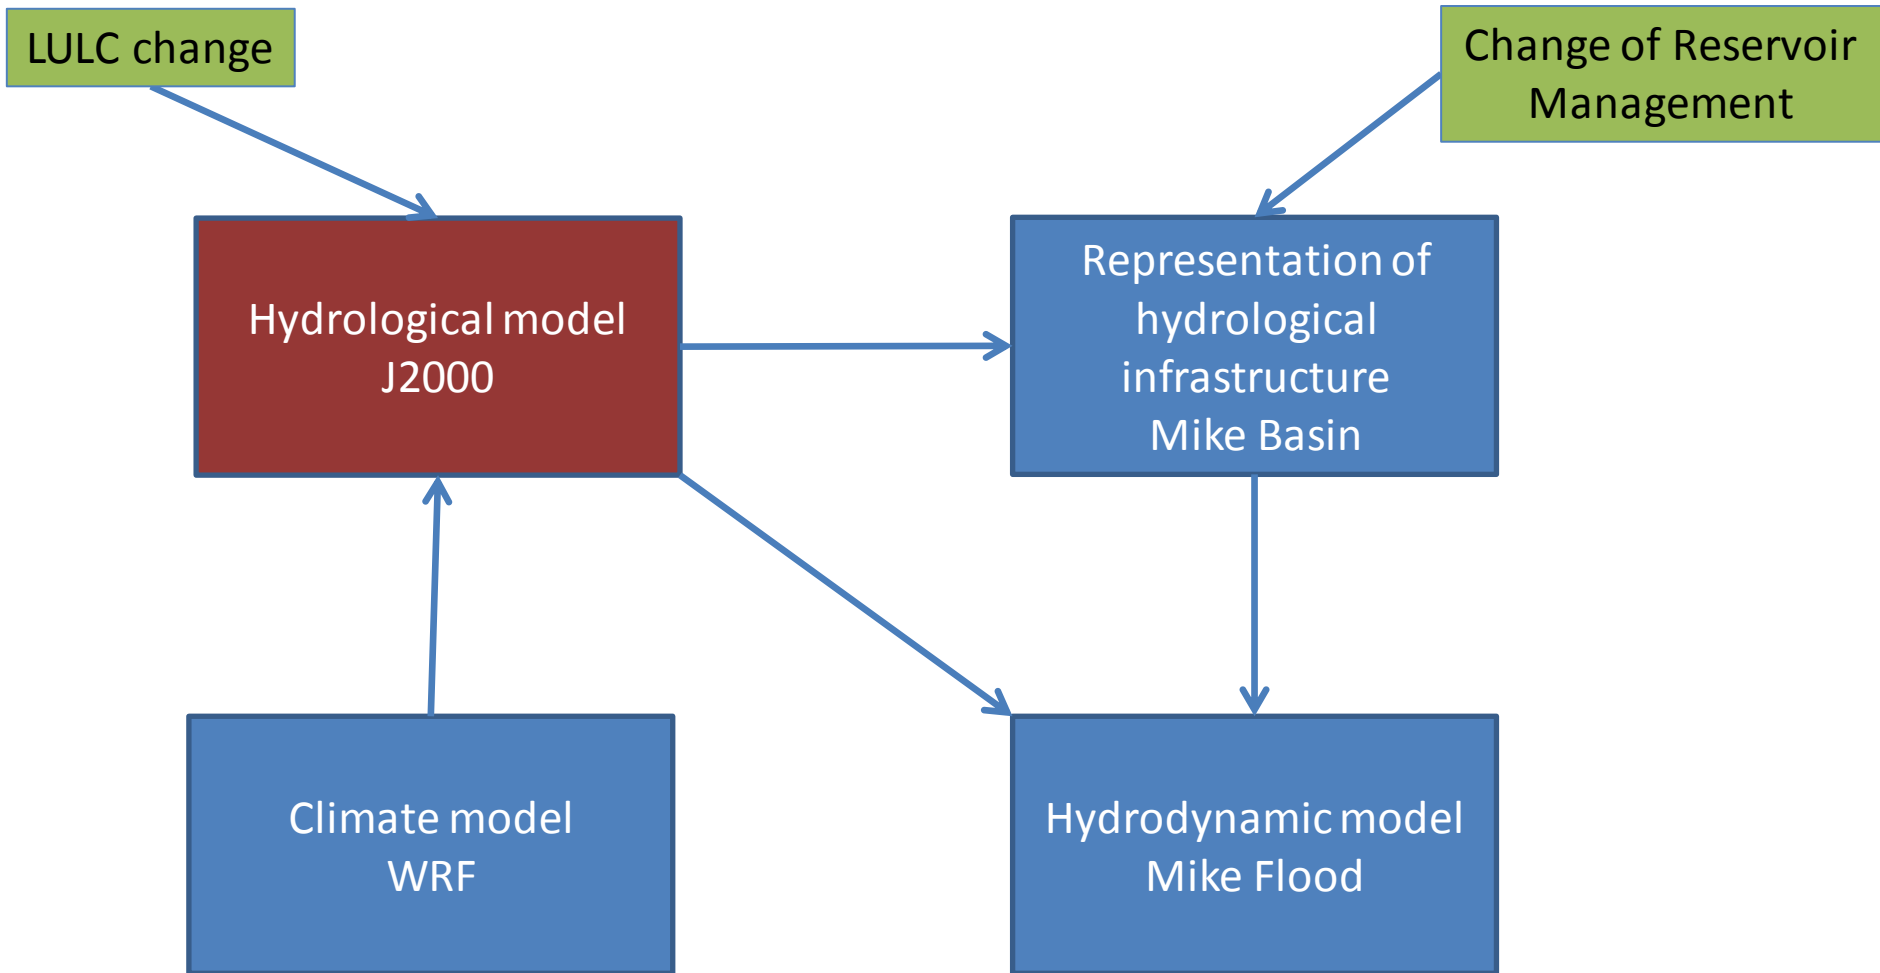 LULC change
Change of Reservoir
Management
Hydrological model
J2000
Representation of
hydrological
infrastructure
Mike Basin
Climate model
WRF
Hydrodynamic model
Mike Flood